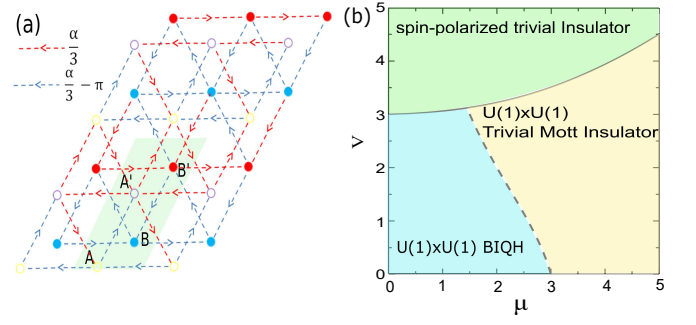 (a)
α/3
α/3 − π
A'
B'
A
B
(b)
spin-polarized trivial Insulator
U(1)xU(1)
Trivial Mott Insulator
U(1)xU(1) BIQH
ν
μ
5
4
3
2
1
0
0 1 2 3 4 5